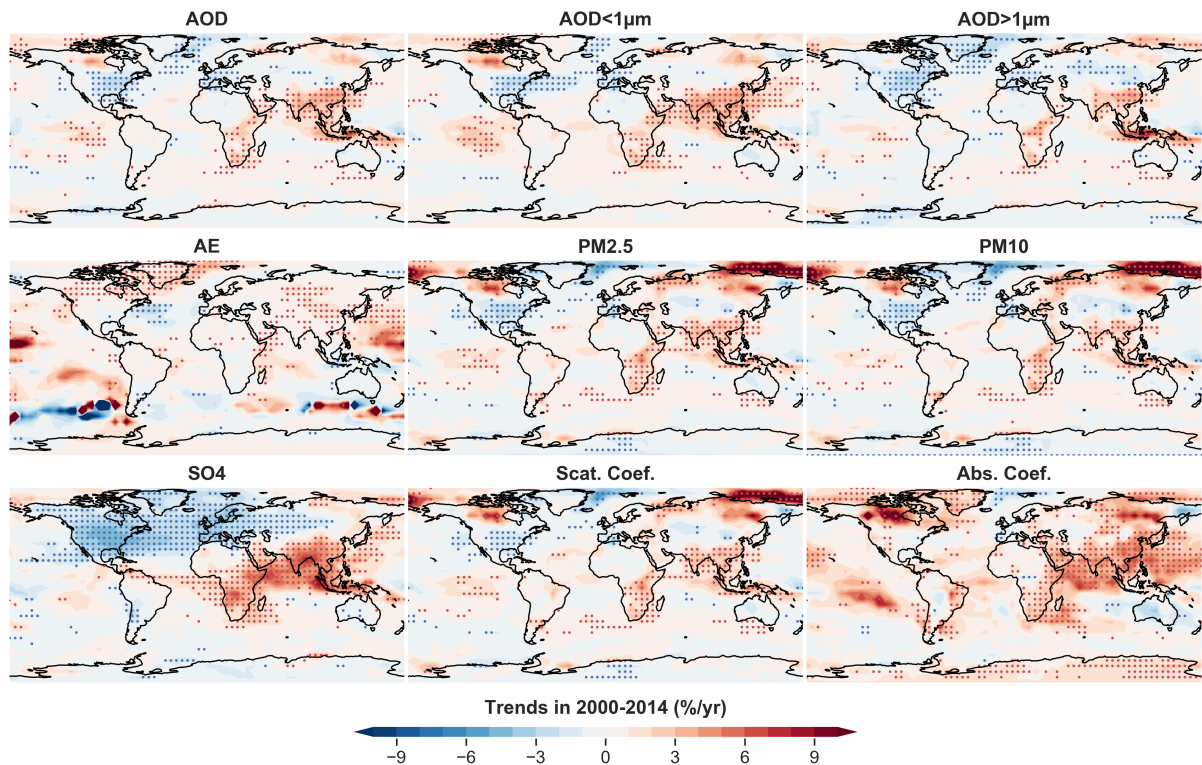 AOD AOD<1µm AOD>1µm
AE PM2.5 PM10
SO4 Scat. Coef. Abs. Coef.
Trends in 2000-2014 (%/yr)
−9 −6 −3 0 3 6 9